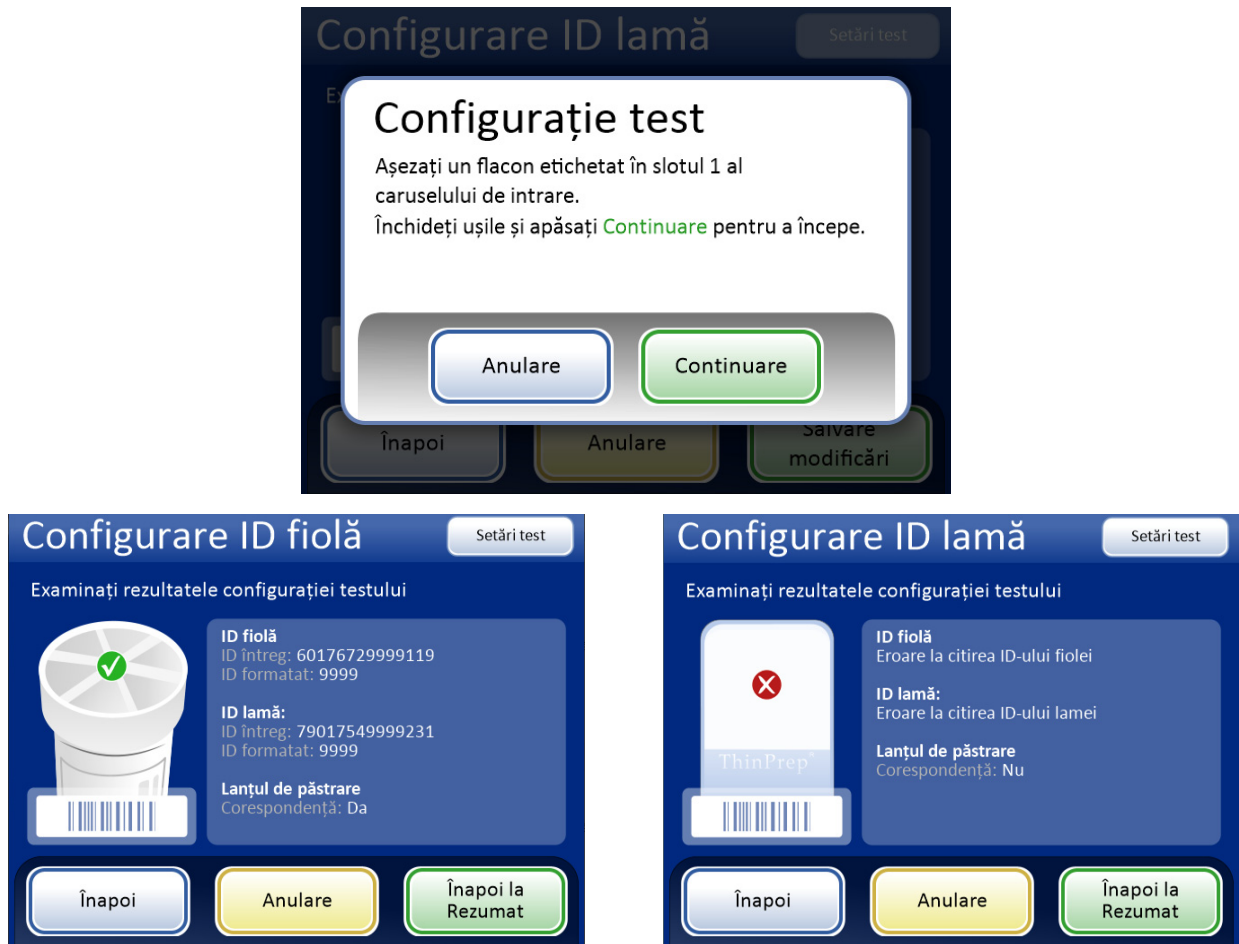 Configurare ID lamă
Setări test
Configurație test
Așezați un flacon etichetat în slotul 1 al
caruselului de intrare.
Închideți ușile și apăsați Continuare pentru a începe.
Anulare
Continuare
Înapoi
Anulare
Salvare
modificări
Configurare ID fiolă
Setări test
Examinați rezultatele configurației testului
ID fiolă
ID întreg: 60176729999119
ID formatat: 9999
ID lamă:
ID întreg: 79017549999231
ID formatat: 9999
Lanțul de păstrare
Corespondență: Da
Înapoi
Anulare
Înapoi la
Rezumat
Configurare ID lamă
Setări test
Examinați rezultatele configurației testului
ThinPrep®
ID fiolă
Eroare la citirea ID-ului fiolei
ID lamă:
Eroare la citirea ID-ului lamei
Lanțul de păstrare
Corespondență: Nu
Înapoi
Anulare
Înapoi la
Rezumat